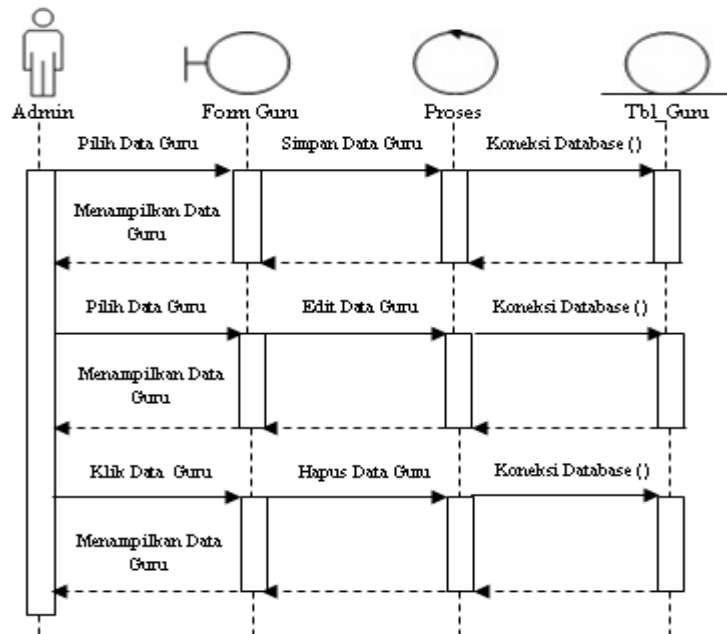 Admin
Form Guru
Proses
Tbl_Guru
Pilih Data Guru
Simpan Data Guru
Koneksi Database ()
Menampilkan Data
Guru
Pilih Data Guru
Edit Data Guru
Koneksi Database ()
Menampilkan Data
Guru
Klik Data Guru
Hapus Data Guru
Koneksi Database ()
Menampilkan Data
Guru